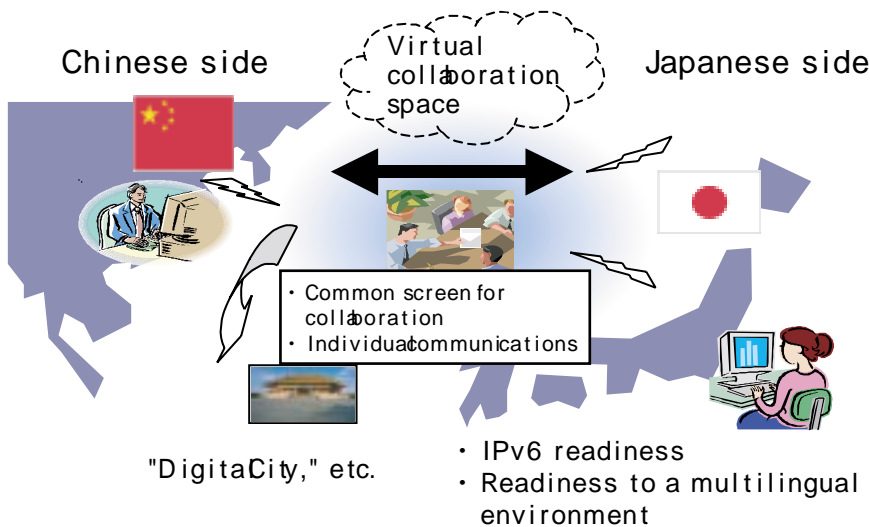 Chinese side
Virtual
collaboration
space
Japanese side
・ Common screen for
collaboration
・ Individual communications
"DigitalCity," etc.
・ IPv6 readiness
・ Readiness to a multilingual
environment